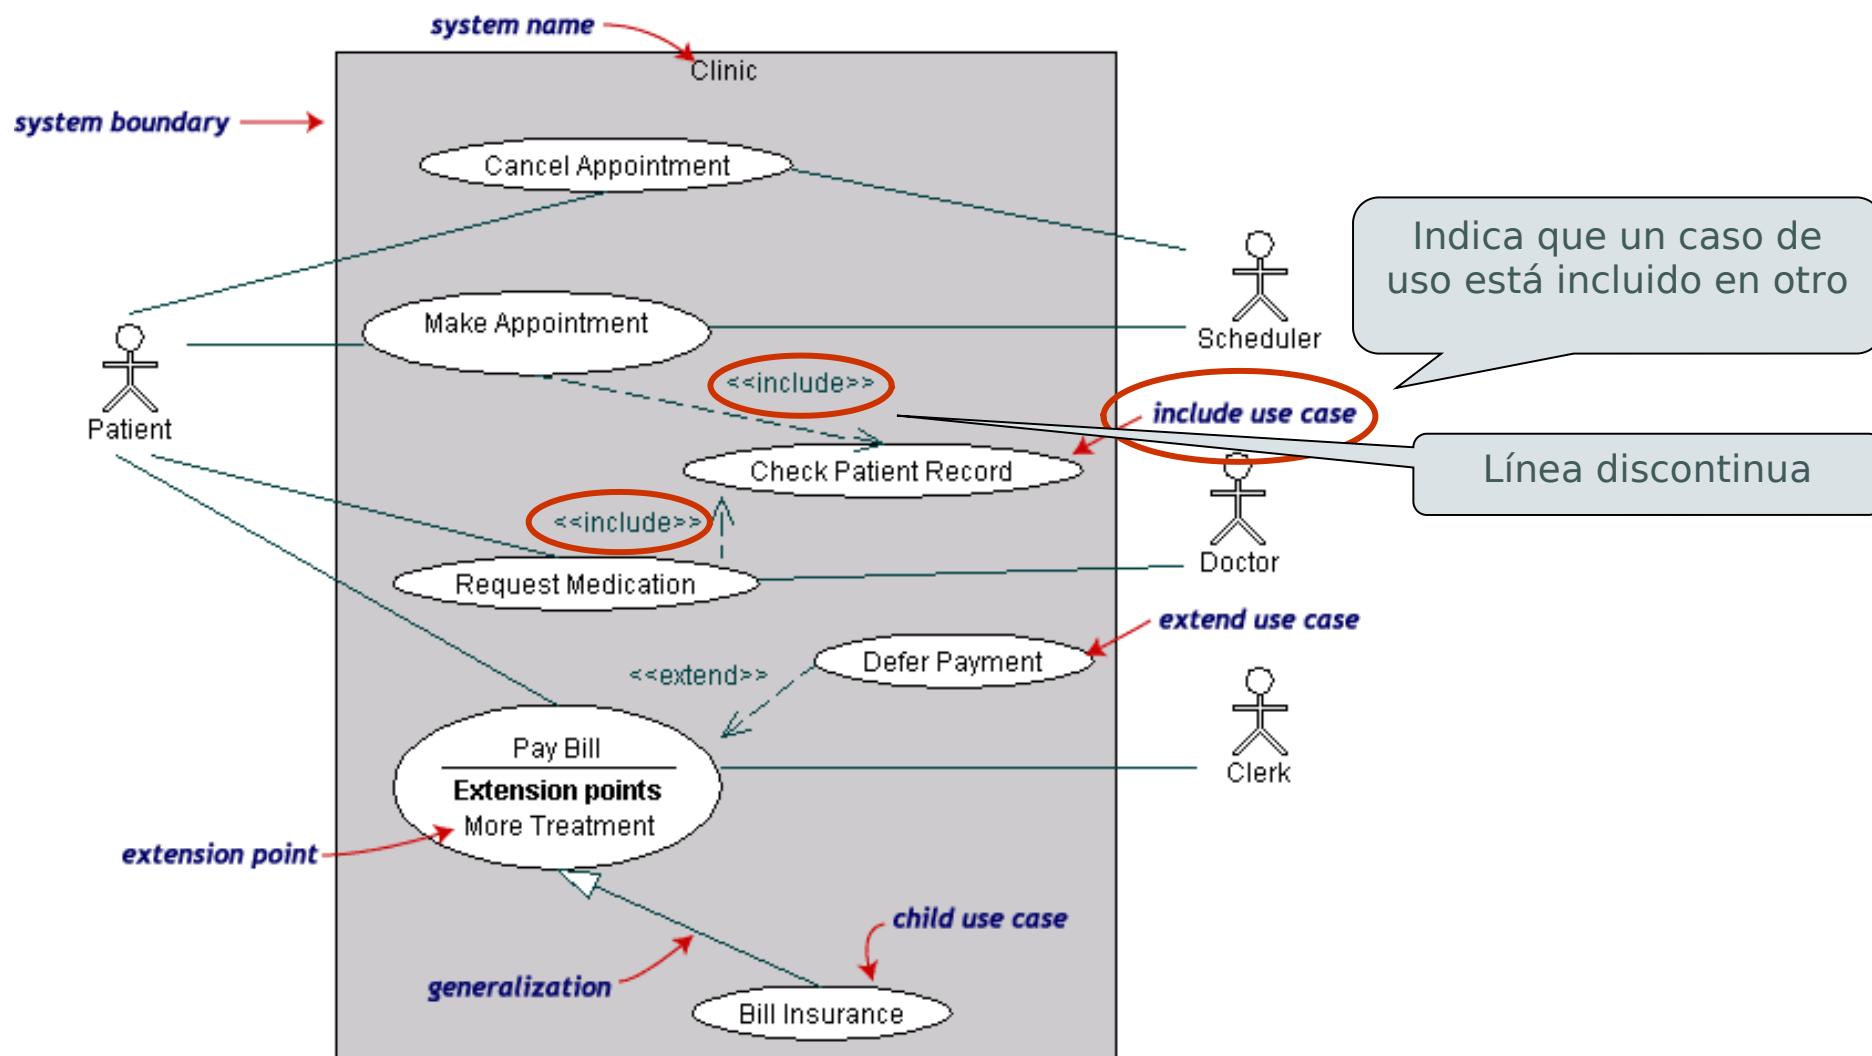 system name
Clinic
system boundary
Cancel Appointment
Indica que un caso de
uso está incluido en otro
Make Appointment
Scheduler
<<include>>
include use case
Patient
Check Patient Record
Línea discontinua
<<include>>
Doctor
Request Medication
extend use case
Defer Payment
<<extend>>
Pay Bill
Clerk
Extension points
More Treatment
extension point
child use case
generalization
Bill Insurance